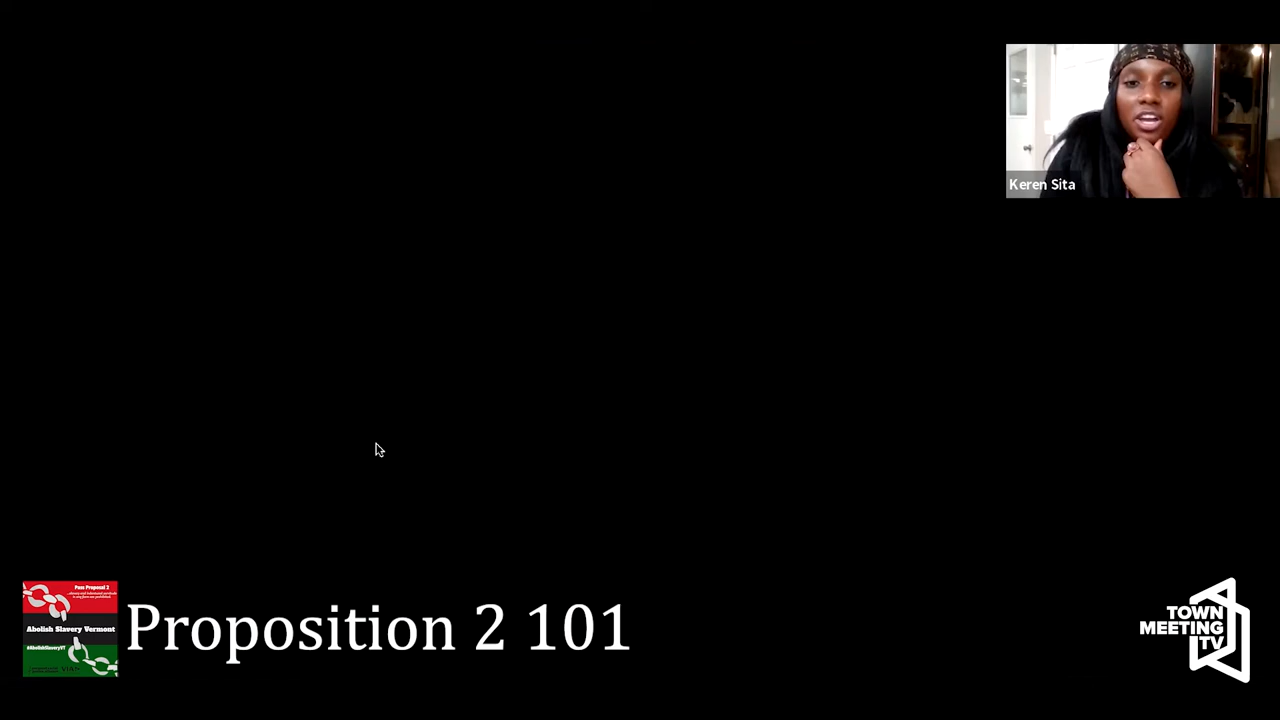 Keren Sita
Pass Proposal 2
Abolish Slavery Vermont
#AbolishSlaveryVT
Proposition 2 101
TOWN
MEETING
TV